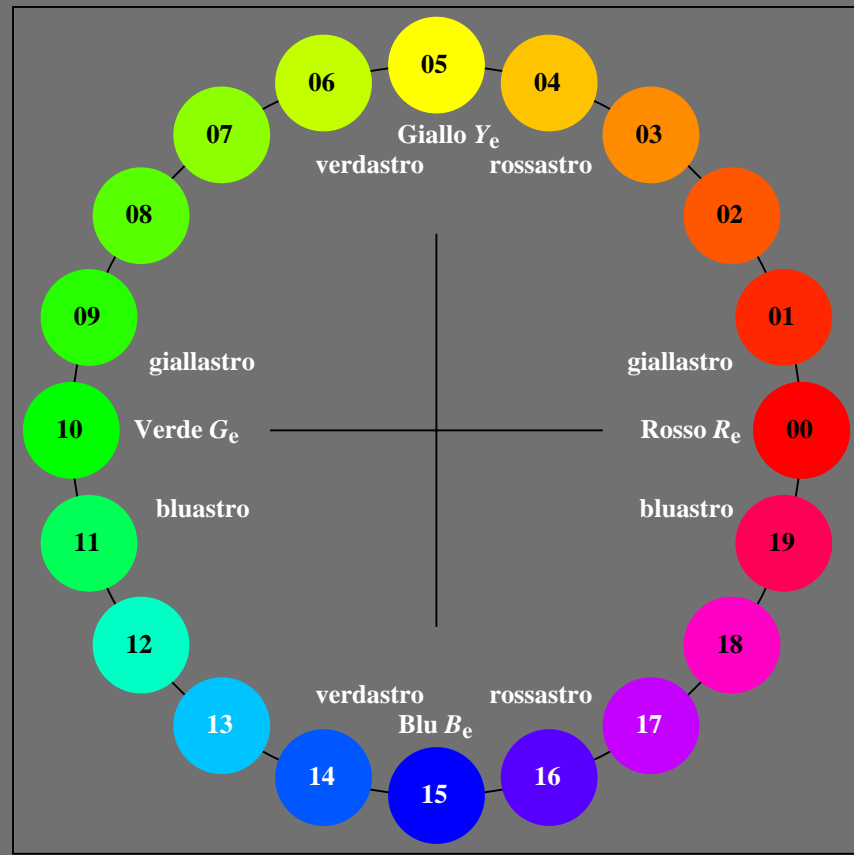 05
06
04
07
03
Giallo Ye
verdastro
rossastro
08
02
09
01
giallastro
giallastro
10
Verde Ge
Rosso Re
00
bluastro
bluastro
11
19
12
18
verdastro
rossastro
13
Blu Be
17
14
16
15